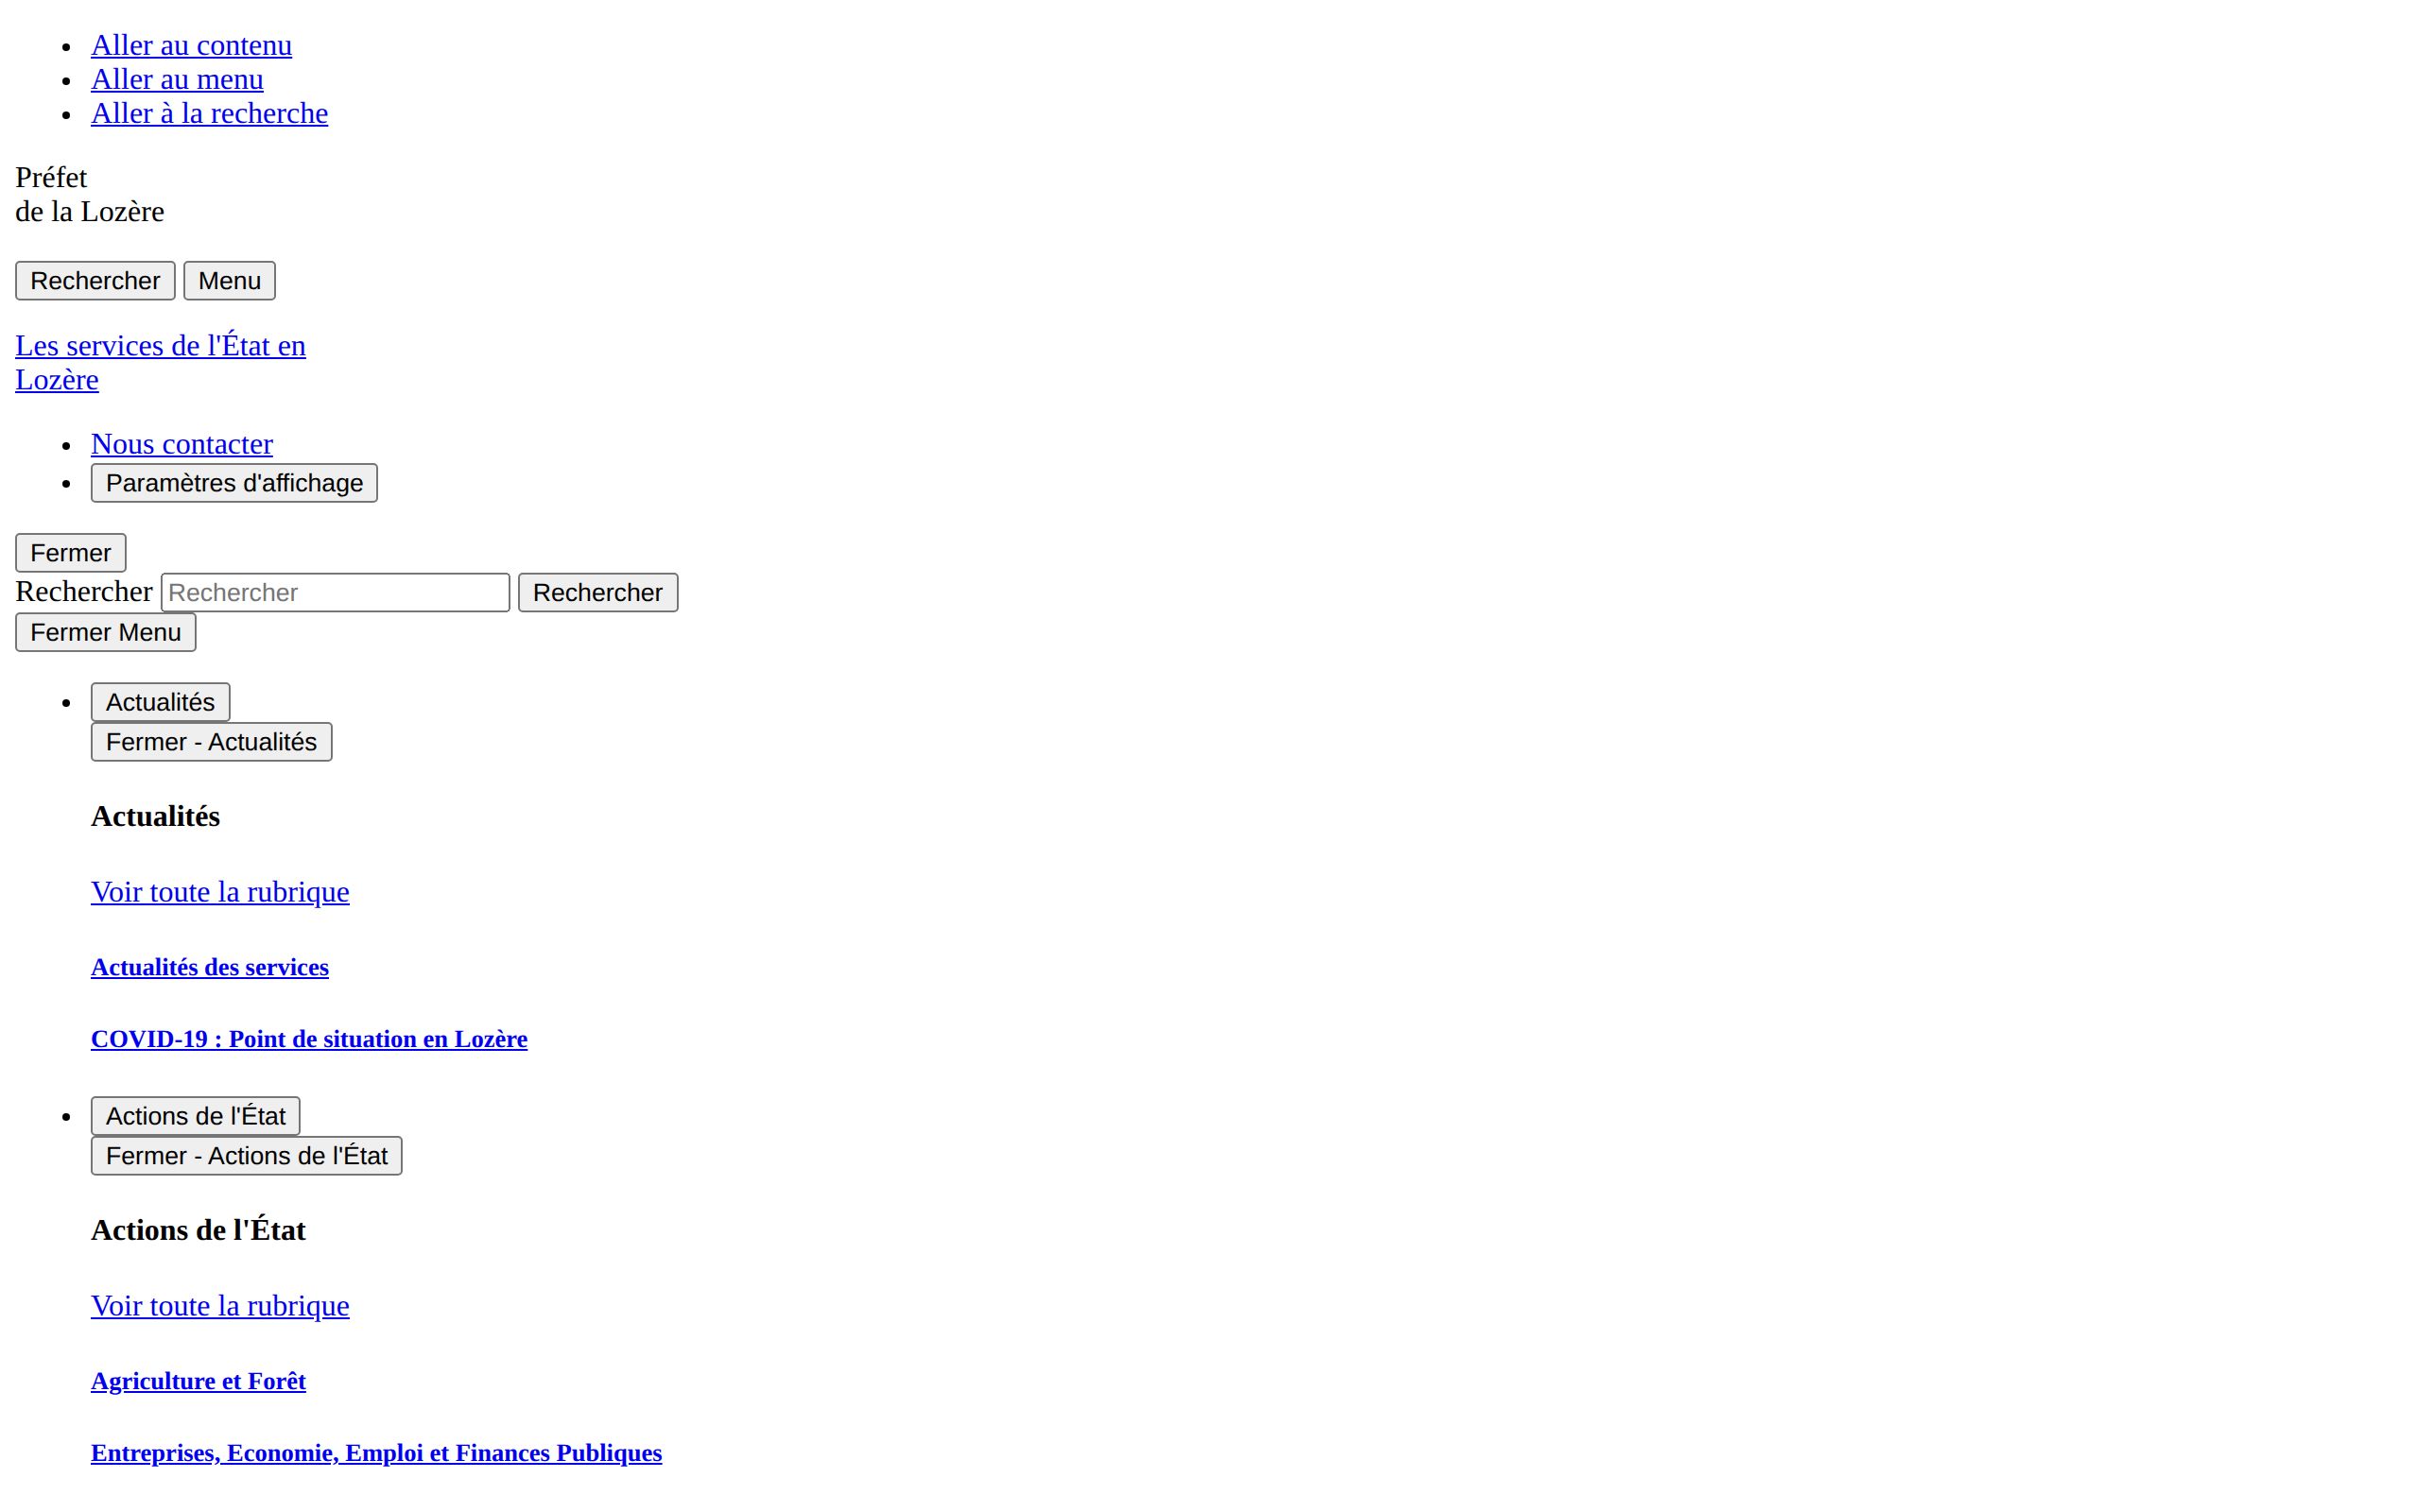 Aller au contenu
Aller au menu
Aller à la recherche
Préfet
de la Lozère
Rechercher Menu
Les services de l'État en
Lozère
Nous contacter
Paramètres d'affichage
Fermer
Rechercher Rechercher Rechercher
Fermer Menu
Actualités
Fermer - Actualités
Actualités
Voir toute la rubrique
Actualités des services
COVID-19 : Point de situation en Lozère
Actions de l'État
Fermer - Actions de l'État
Actions de l'État
Voir toute la rubrique
Agriculture et Forêt
Entreprises, Economie, Emploi et Finances Publiques